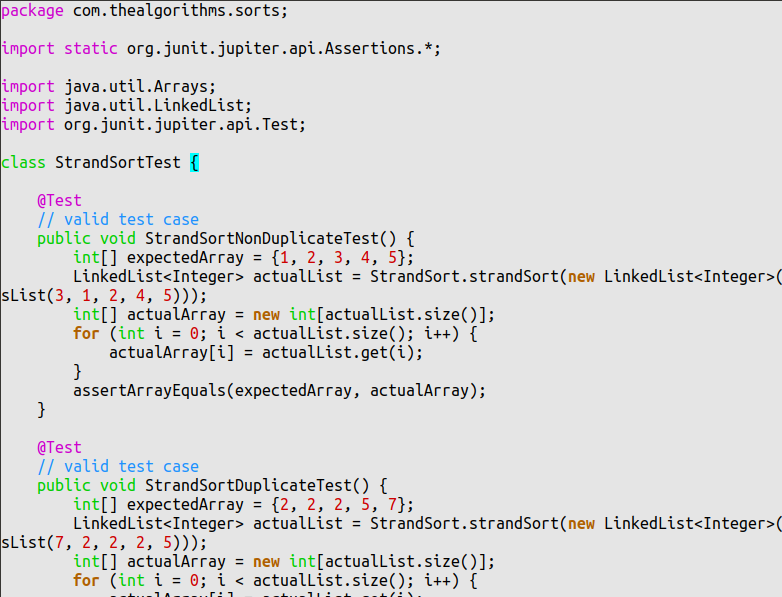 package com.thealgorithms.sorts;
import static org.junit.jupiter.api.Assertions.*;
import java.util.Arrays;
import java.util.LinkedList;
import org.junit.jupiter.api.Test;
class StrandSortTest {
@Test
// valid test case
public void StrandSortNonDuplicateTest() {
int[] expectedArray = {1, 2, 3, 4, 5};
LinkedList<Integer> actualList = StrandSort.strandSort(new LinkedList<Integer>(
sList(3, 1, 2, 4, 5)));
int[] actualArray = new int[actualList.size()];
for (int i = 0; i < actualList.size(); i++) {
actualArray[i] = actualList.get(i);
}
assertArrayEquals(expectedArray, actualArray);
}
@Test
// valid test case
public void StrandSortDuplicateTest() {
int[] expectedArray = {2, 2, 2, 5, 7};
LinkedList<Integer> actualList = StrandSort.strandSort(new LinkedList<Integer>(
sList(7, 2, 2, 2, 5)));
int[] actualArray = new int[actualList.size()];
for (int i = 0; i < actualList.size(); i++) {